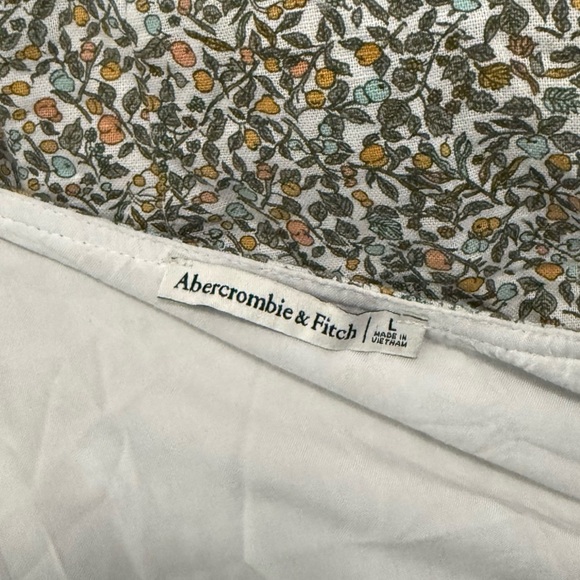 Abercrombie & Fitch
L
MADE IN
VIETNAM